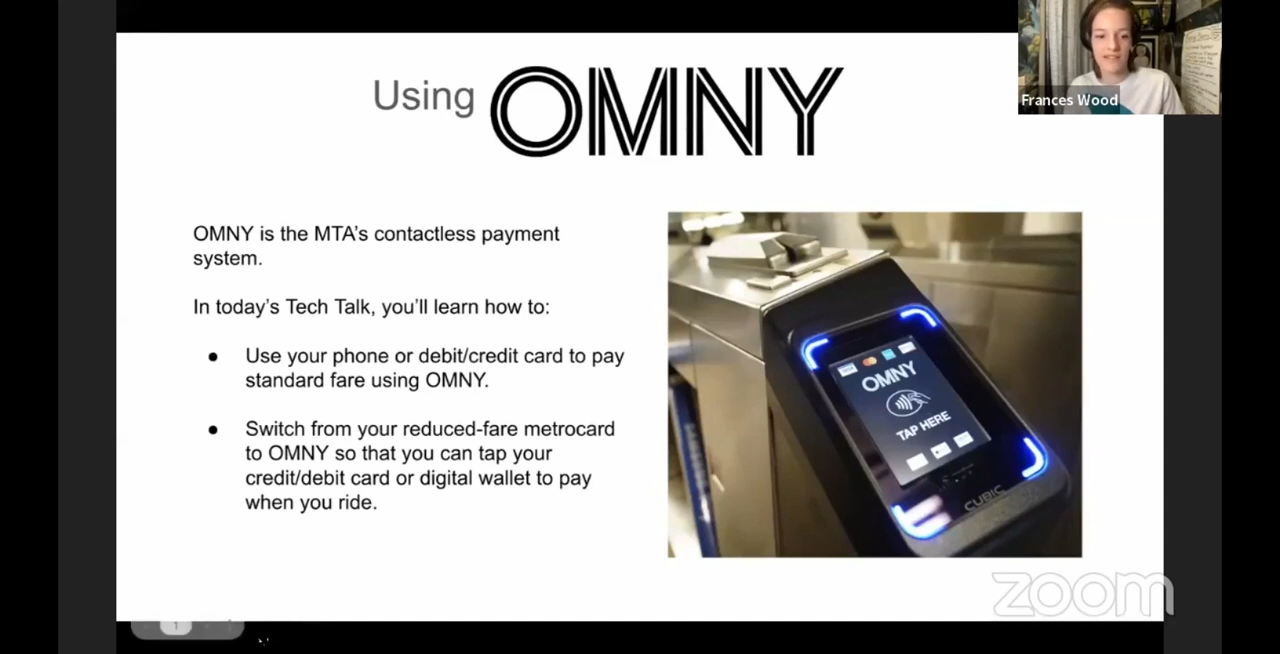 Using OMNY
Frances Wood
OMNY is the MTA's contactless payment
system.
In today's Tech Talk, you'll learn how to:
● Use your phone or debit/credit card to pay
standard fare using OMNY.
● Switch from your reduced-fare metrocard
to OMNY so that you can tap your
credit/debit card or digital wallet to pay
when you ride.
OMNY
TAP HERE
CUBIC
zoom
1